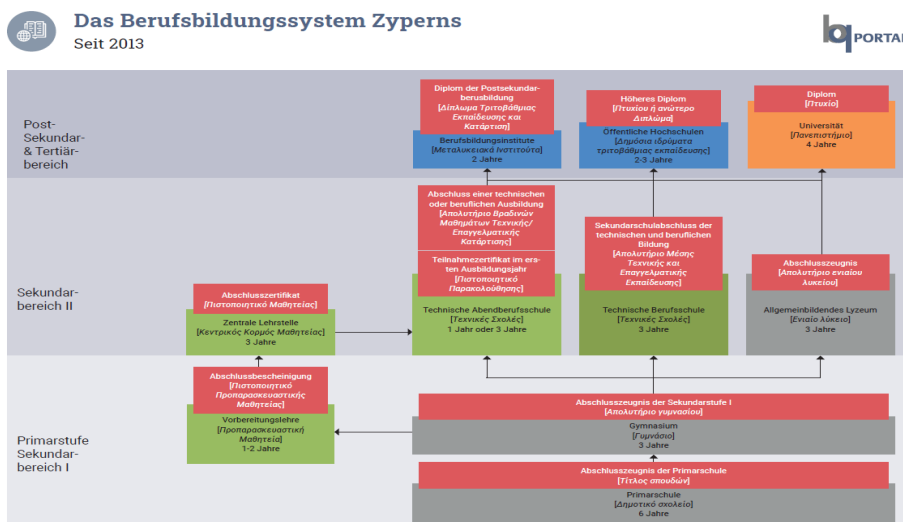 Das Berufsbildungssystem Zyperns
Seit 2013
bq PORTAL
Post-
Sekundar-
& Tertiär-
bereich
Diplom der Postsekundar-
berusbildung
[Δίπλωμα Τριτοβάθμιας
Εκπαίδευσης και
Κατάρτιση]
Berufsbildungsinstitute
[Μεταλυκειακά Ινστιτούτα]
2 Jahre
Höheres Diplom
[Πτυχίου ή ανώτερο
Διπλώμα]
Öffentliche Hochschulen
[Δημόσια ιδρύματα
τριτοβάθμιας εκπαίδευσης]
2-3 Jahre
Diplom
[Πτυχίο]
Universität
[Πανεπιστήμιο]
4 Jahre
Sekundar-
bereich II
Abschlusszertifikat
[Πιστοποιητικό Μαθητείας]
Zentrale Lehrstelle
[Κεντρικός Κορμός Μαθητείας]
3 Jahre
Abschluss einer technischen
oder beruflichen Ausbildung
[Απολυτήριο Βραδινών
Μαθημάτων Τεχνικής/
Επαγγελματικής
Κατάρτισης]
Teilnahmezertifikat im ers-
ten Ausbildungsjahr
[Πιστοποιητικό
Παρακολούθησης]
Technische Abendberufsschule
[Τεχνικές Σχολές]
1 Jahr oder 3 Jahre
Sekundarschulabschluss der
technischen und beruflichen
Bildung
[Απολυτήριο Μέσης
Τεχνικής και
Επαγγελματικής
Εκπαίδευσης]
Technische Berufsschule
[Τεχνικές Σχολές]
3 Jahre
Abschlusszeugnis
[Απολυτήριο ενιαίου
λυκείου]
Allgemeinbildendes Lyzeum
[Ενιαίο λύκειο]
3 Jahre
Primarstufe
Sekundar-
bereich I
Abschlussbescheinigung
[Πιστοποιητικό
Προπαρασκευαστικής
Μαθητείας]
Vorbereitungslehre
[Προπαρασκευαστική
Μαθητεία]
1-2 Jahre
Abschlusszeugnis der Sekundarstufe I
[Απολυτήριο γυμνασίου]
Gymnasium
[Γυμνάσιο]
3 Jahre
Abschlusszeugnis der Primarschule
[Τίτλος σπουδών]
Primarschule
[Δημοτικό σχολείο]
6 Jahre